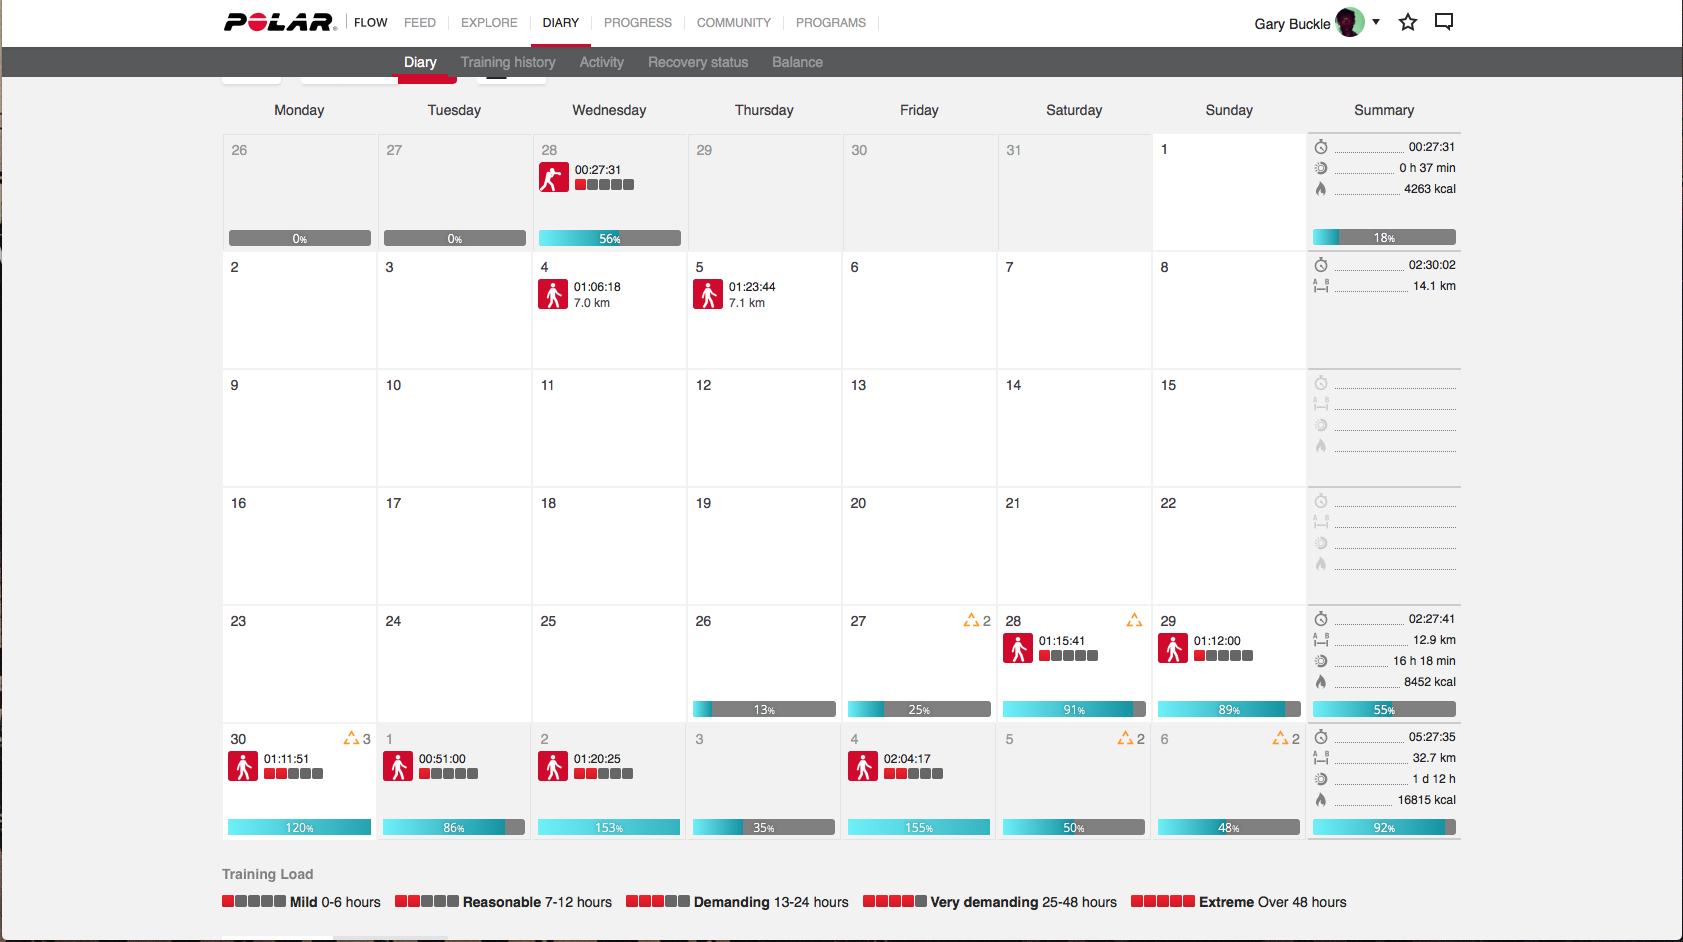 POLAR FLOW FEED EXPLORE DIARY PROGRESS COMMUNITY PROGRAMS Gary Buckle
Diary Training history Activity Recovery status Balance
Monday Tuesday Wednesday Thursday Friday Saturday Sunday Summary
26 27 28 29 30 31 1 00:27:31
00:27:31 0 h 37 min
4263 kcal
0% 0% 56% 18%
2 3 4 5 6 7 8 02:30:02
01:06:18 01:23:44 A B 14.1 km
7.0 km 7.1 km
9 10 11 12 13 14 15
A B
16 17 18 19 20 21 22
A B
23 24 25 26 27 2 28 29 02:27:41
01:15:41 01:12:00 A B 12.9 km
16 h 18 min
8452 kcal
13% 25% 91% 89% 55%
30 3 1 2 3 4 5 2 6 2 05:27:35
01:11:51 00:51:00 01:20:25 02:04:17 A B 32.7 km
1 d 12 h
16815 kcal
120% 86% 153% 35% 155% 50% 48% 92%
Training Load
Mild 0-6 hours Reasonable 7-12 hours Demanding 13-24 hours Very demanding 25-48 hours Extreme Over 48 hours